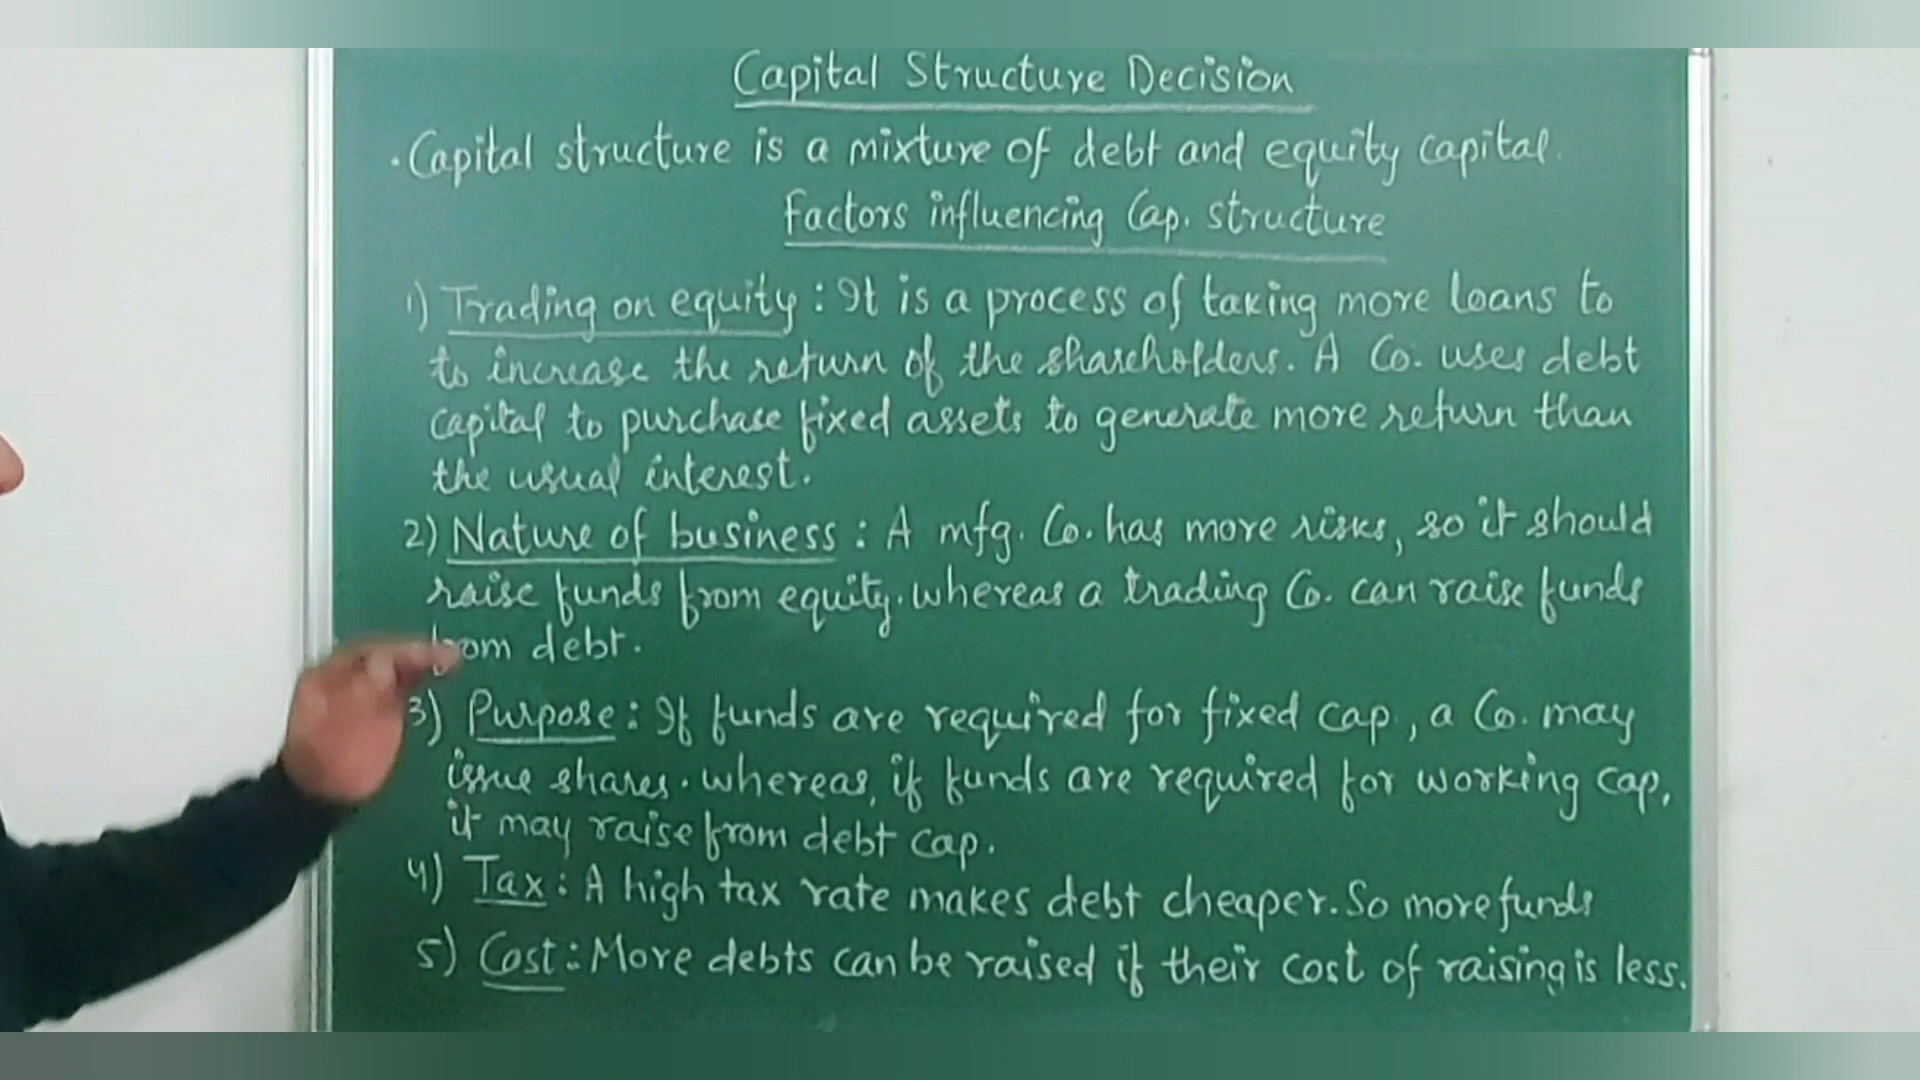 Capital Structure Decision
. Capital structure is a mixture of debt and equity capital.
Factors influencing Cap. structure
1) Trading on equity : It is a process of taking more loans to
to increase the return of the shareholders. A Co. uses debt
capital to purchase fixed assets to generate more return than
the usual interest.
2) Nature of business : A mfg. Co. has more risks, so it should
raise funds from equity. whereas a trading Co. can raise funds
from debt.
3) Purpose : If funds are required for fixed cap, a Co. may
issue shares. whereas, if funds are required for working cap,
it may raise from debt cap.
4) Tax : A high tax rate makes debt cheaper. So more funds
5) Cost : More debts can be raised if their cost of raising is less.